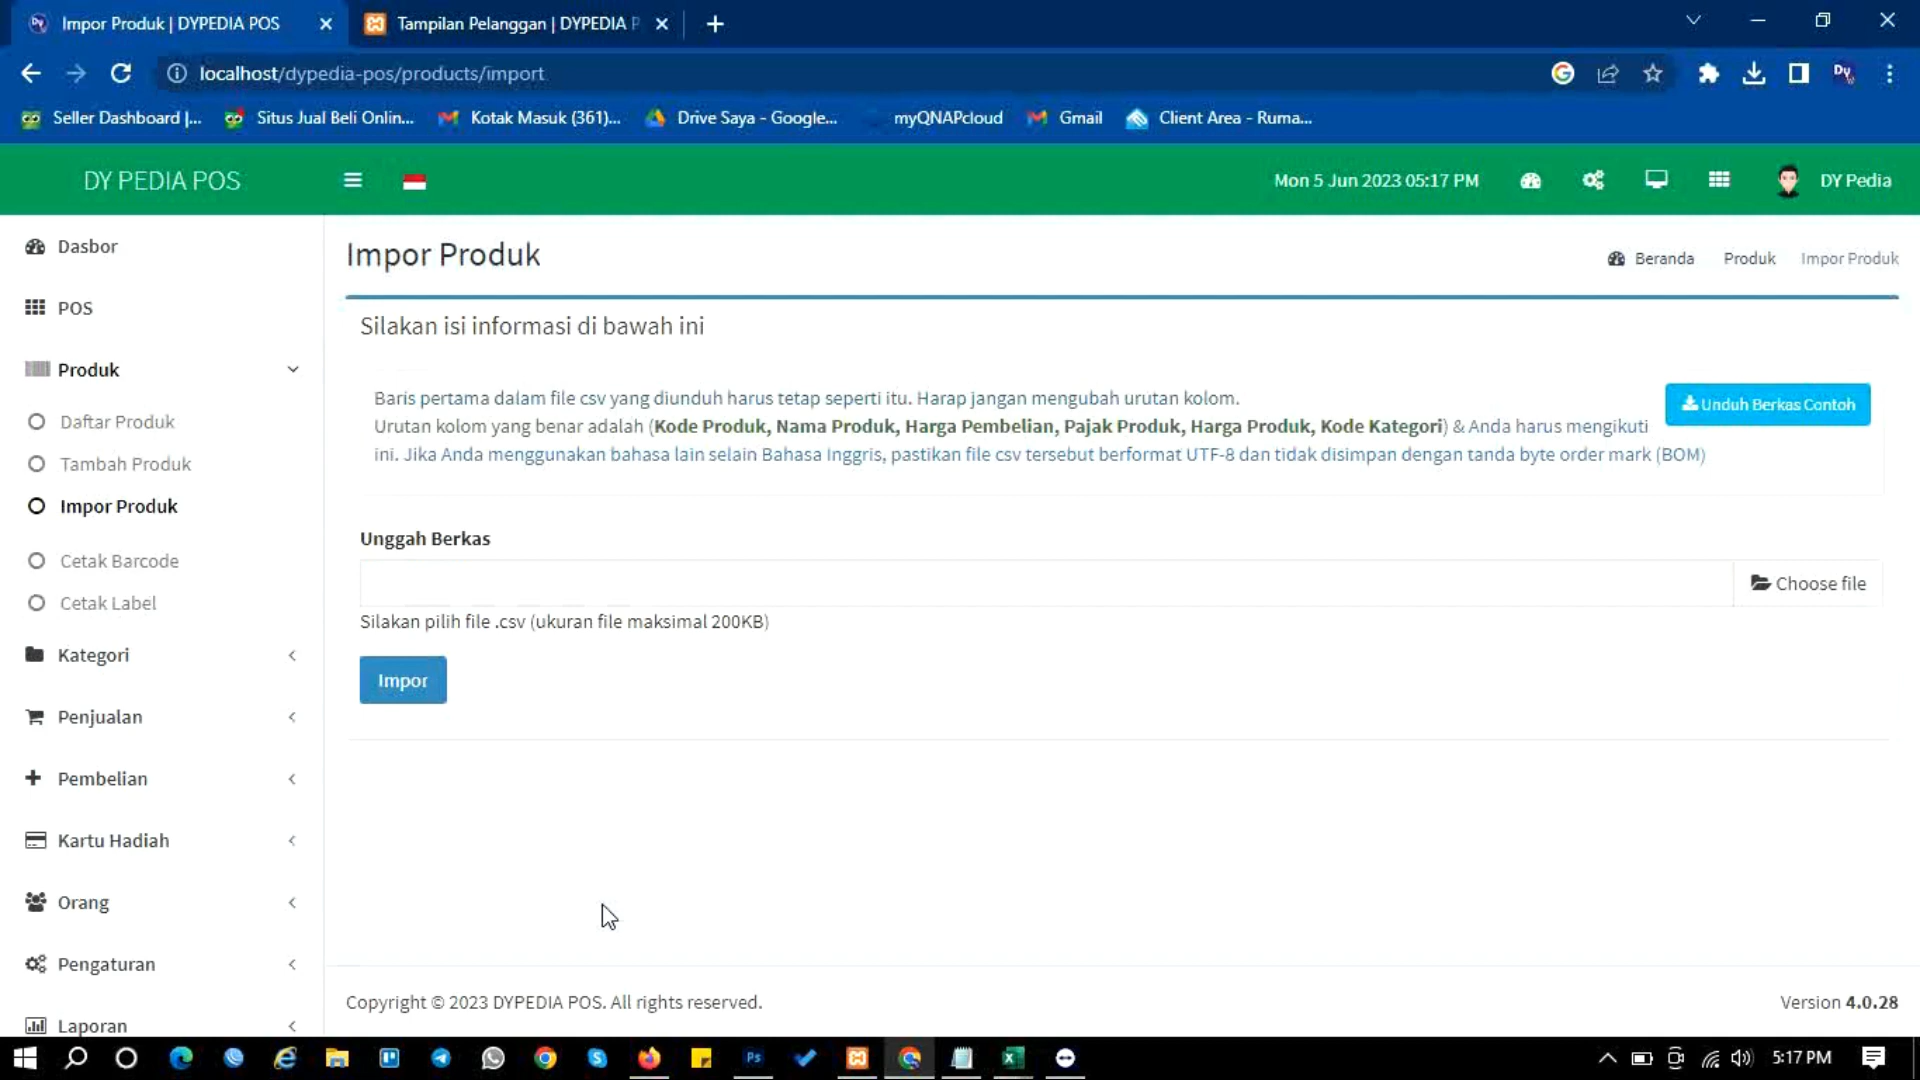 Impor Produk | DYPEDIA POS
Tampilan Pelanggan | DYPEDIA P
localhost/dypedia-pos/products/import
Seller Dashboard |...
Situs Jual Beli Onlin...
Kotak Masuk (361)...
Drive Saya - Google...
myQNAPcloud
Gmail
Client Area - Ruma...
DY PEDIA POS
Mon 5 Jun 2023 05:17 PM
DY Pedia
Dasbor
POS
Produk
Daftar Produk
Tambah Produk
Impor Produk
Cetak Barcode
Cetak Label
Kategori
Penjualan
Pembelian
Kartu Hadiah
Orang
Pengaturan
Laporan
Impor Produk
Beranda
Produk
Impor Produk
Silakan isi informasi di bawah ini
Unduh Berkas Contoh
Baris pertama dalam file csv yang diunduh harus tetap seperti itu. Harap jangan mengubah urutan kolom.
Urutan kolom yang benar adalah (Kode Produk, Nama Produk, Harga Pembelian, Pajak Produk, Harga Produk, Kode Kategori) & Anda harus mengikuti
ini. Jika Anda menggunakan bahasa lain selain Bahasa Inggris, pastikan file csv tersebut berformat UTF-8 dan tidak disimpan dengan tanda byte order mark (BOM)
Unggah Berkas
Choose file
Silakan pilih file .csv (ukuran file maksimal 200KB)
Impor
Copyright © 2023 DYPEDIA POS. All rights reserved.
Version 4.0.28
Ps
5:17 PM